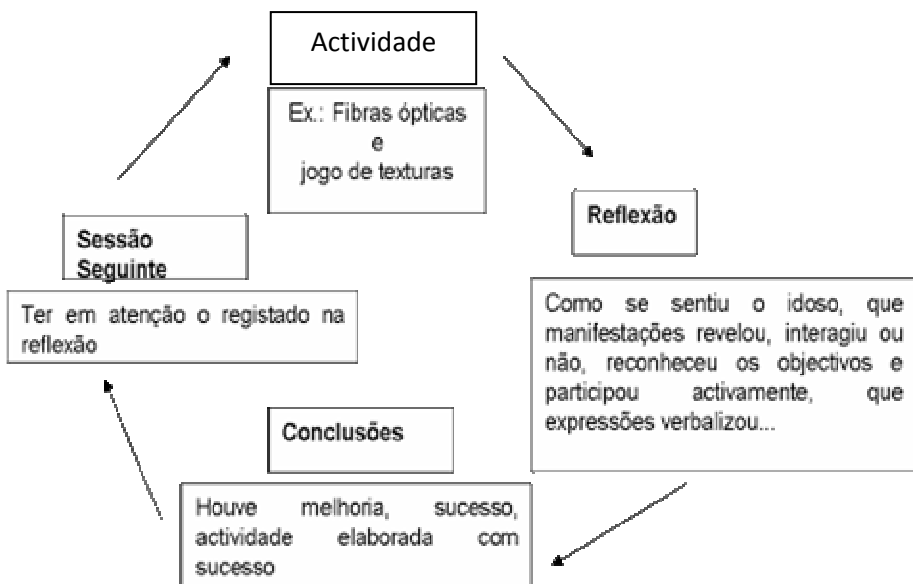 Actividade
Ex.: Fibras ópticas
e
jogo de texturas
Reflexão
Como se sentiu o idoso, que
manifestações revelou, interagiu ou
não, reconheceu os objectivos e
participou activamente, que
expressões verbalizou...
Conclusões
Houve melhoria, sucesso,
actividade elaborada com
sucesso
Sessão
Seguinte
Ter em atenção o registado na
reflexão